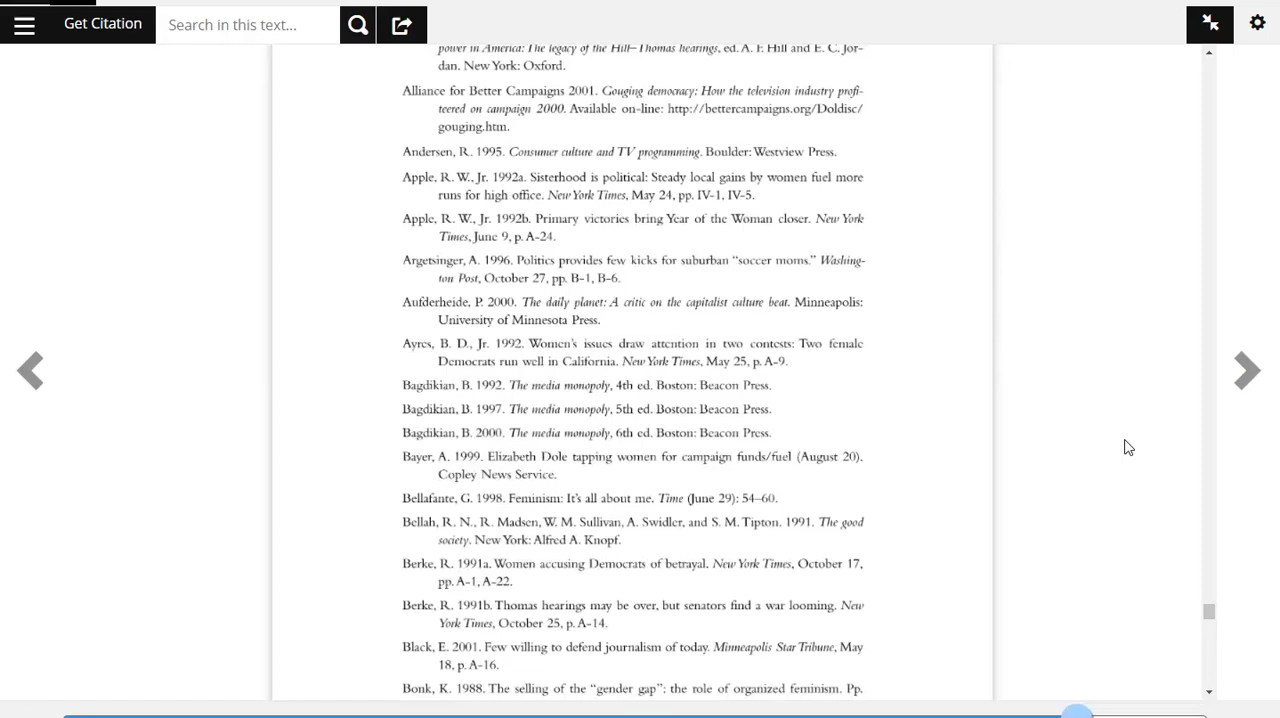 Get Citation
Search in this text...
power in America: The legacy of the Hill–Thomas hearings, ed. A. F. Hill and E. C. Jor-
dan. New York: Oxford.
Alliance for Better Campaigns 2001. Gouging democracy: How the television industry profi-
teered on campaign 2000. Available on-line: http://bettercampaigns.org/Doldisc/
gouging.htm.
Andersen, R. 1995. Consumer culture and TV programming. Boulder: Westview Press.
Apple, R. W., Jr. 1992a. Sisterhood is political: Steady local gains by women fuel more
runs for high office. New York Times, May 24, pp. IV-1, IV-5.
Apple, R. W., Jr. 1992b. Primary victories bring Year of the Woman closer. New York
Times, June 9, p. A-24.
Argetsinger, A. 1996. Politics provides few kicks for suburban “soccer moms.” Washing-
ton Post, October 27, pp. B-1, B-6.
Aufderheide, P. 2000. The daily planet: A critic on the capitalist culture beat. Minneapolis:
University of Minnesota Press.
Ayres, B. D., Jr. 1992. Women’s issues draw attention in two contests: Two female
Democrats run well in California. New York Times, May 25, p. A-9.
Bagdikian, B. 1992. The media monopoly, 4th ed. Boston: Beacon Press.
Bagdikian, B. 1997. The media monopoly, 5th ed. Boston: Beacon Press.
Bagdikian, B. 2000. The media monopoly, 6th ed. Boston: Beacon Press.
Bayer, A. 1999. Elizabeth Dole tapping women for campaign funds/fuel (August 20).
Copley News Service.
Bellafante, G. 1998. Feminism: It’s all about me. Time (June 29): 54–60.
Bellah, R. N., R. Madsen, W. M. Sullivan, A. Swidler, and S. M. Tipton. 1991. The good
society. New York: Alfred A. Knopf.
Berke, R. 1991a. Women accusing Democrats of betrayal. New York Times, October 17,
pp. A-1, A-22.
Berke, R. 1991b. Thomas hearings may be over, but senators find a war looming. New
York Times, October 25, p. A-14.
Black, E. 2001. Few willing to defend journalism of today. Minneapolis Star Tribune, May
18, p. A-16.
Bonk, K. 1988. The selling of the “gender gap”: the role of organized feminism. Pp.